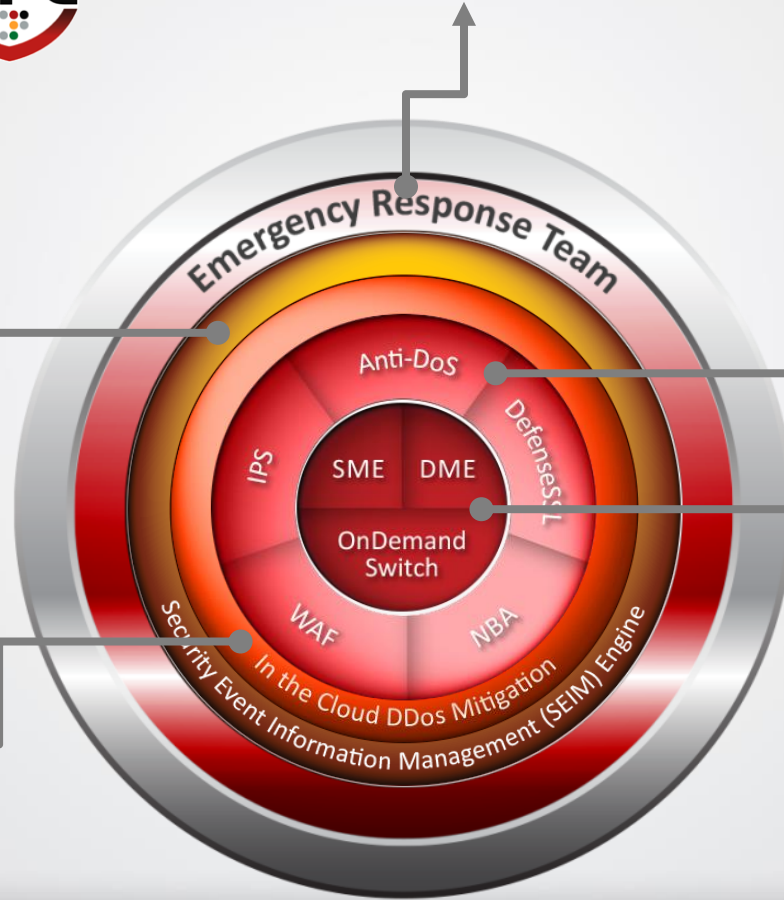 Emergency Response Team
Anti-DoS
DefenseSSL
IPS
SME
DME
OnDemand
Switch
WAF
NBA
In the Cloud DDos Mitigation
Security Event Information Management (SEIM) Engine